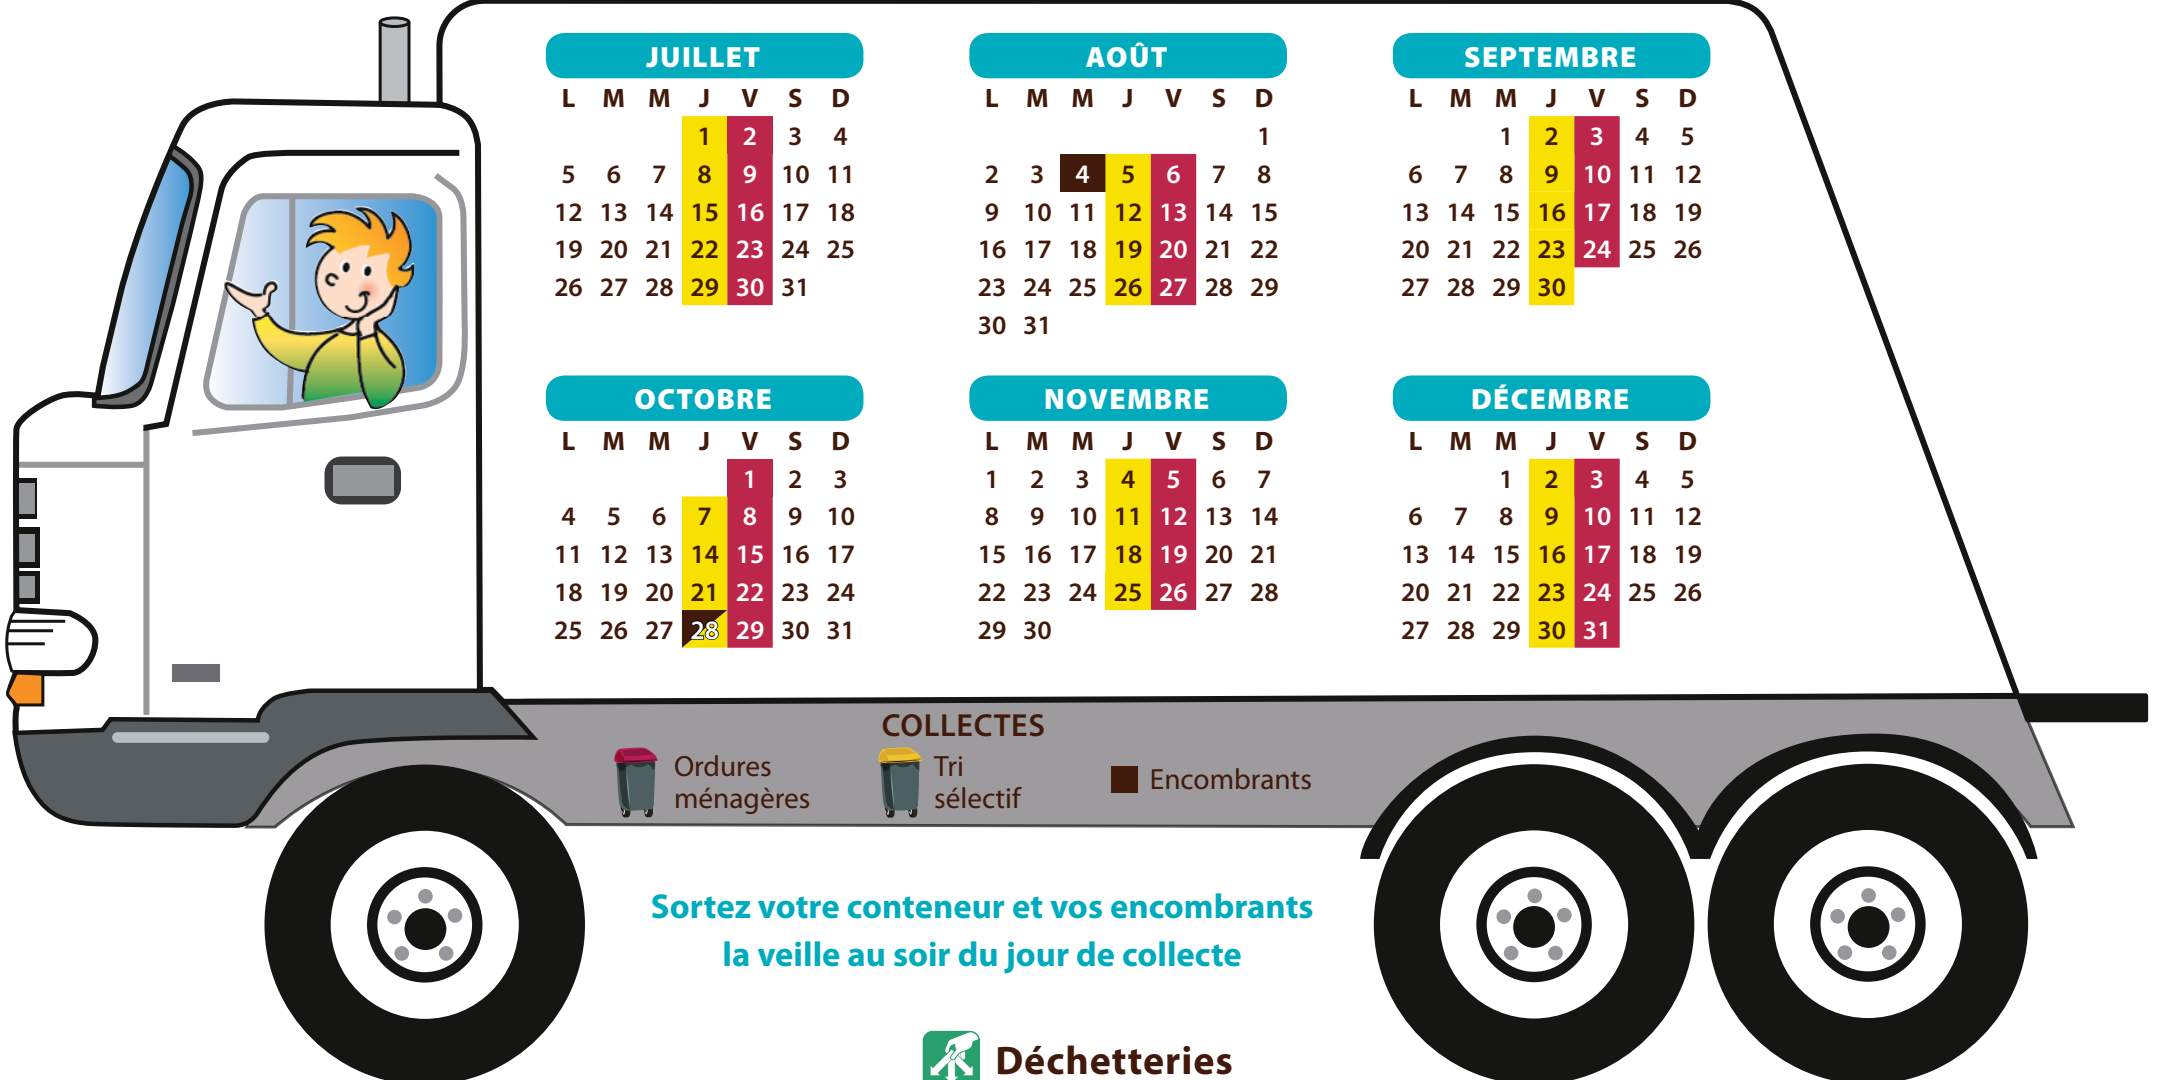 JUILLET
L M M J V S D
1 2 3 4
5 6 7 8 9 10 11
12 13 14 15 16 17 18
19 20 21 22 23 24 25
26 27 28 29 30 31
AOÛT
L M M J V S D
1
2 3 4 5 6 7 8
9 10 11 12 13 14 15
16 17 18 19 20 21 22
23 24 25 26 27 28 29
30 31
SEPTEMBRE
L M M J V S D
1 2 3 4 5
6 7 8 9 10 11 12
13 14 15 16 17 18 19
20 21 22 23 24 25 26
27 28 29 30
OCTOBRE
L M M J V S D
1 2 3
4 5 6 7 8 9 10
11 12 13 14 15 16 17
18 19 20 21 22 23 24
25 26 27 28 29 30 31
NOVEMBRE
L M M J V S D
1 2 3 4 5 6 7
8 9 10 11 12 13 14
15 16 17 18 19 20 21
22 23 24 25 26 27 28
29 30
DÉCEMBRE
L M M J V S D
1 2 3 4 5
6 7 8 9 10 11 12
13 14 15 16 17 18 19
20 21 22 23 24 25 26
27 28 29 30 31
COLLECTES
Ordures
ménagères
Tri
sélectif
Encombrants
Sortez votre conteneur et vos encombrants
la veille au soir du jour de collecte
Déchetteries